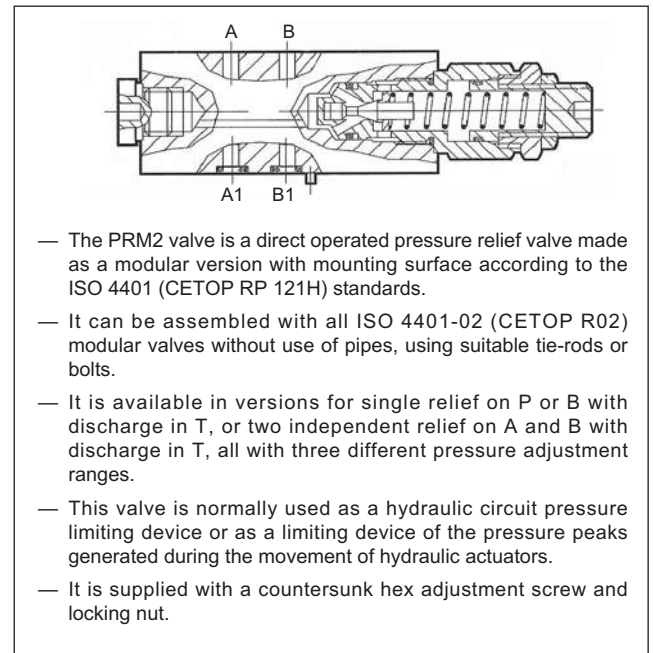 A B
A1 B1
— The PRM2 valve is a direct operated pressure relief valve made
as a modular version with mounting surface according to the
ISO 4401 (CETOP RP 121H) standards.
— It can be assembled with all ISO 4401-02 (CETOP R02)
modular valves without use of pipes, using suitable tie-rods or
bolts.
— It is available in versions for single relief on P or B with
discharge in T, or two independent relief on A and B with
discharge in T, all with three different pressure adjustment
ranges.
— This valve is normally used as a hydraulic circuit pressure
limiting device or as a limiting device of the pressure peaks
generated during the movement of hydraulic actuators.
— It is supplied with a countersunk hex adjustment screw and
locking nut.